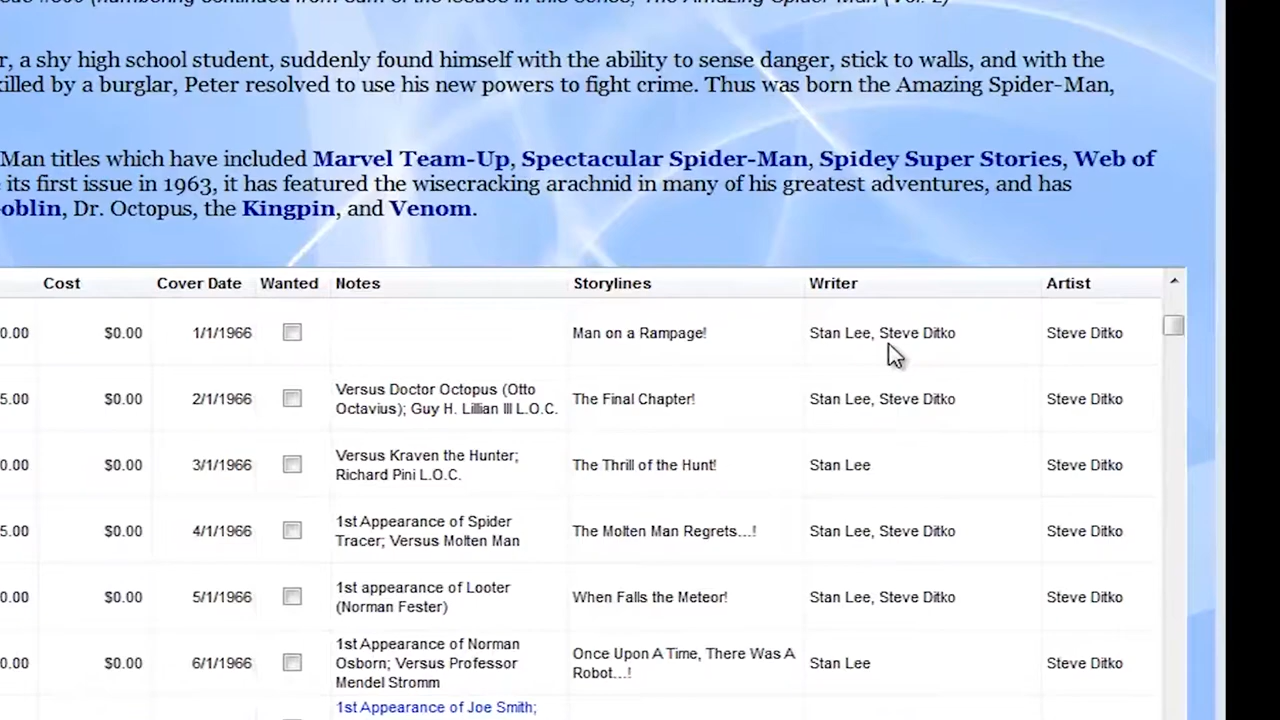 r, a shy high school student, suddenly found himself with the ability to sense danger, stick to walls, and with the
killed by a burglar, Peter resolved to use his new powers to fight crime. Thus was born the Amazing Spider-Man,
Man titles which have included Marvel Team-Up, Spectacular Spider-Man, Spidey Super Stories, Web of
its first issue in 1963, it has featured the wisecracking arachnid in many of his greatest adventures, and has
oblin, Dr. Octopus, the Kingpin, and Venom.
Cost Cover Date Wanted Notes Storylines Writer Artist
0.00 $0.00 1/1/1966 Man on a Rampage! Stan Lee, Steve Ditko Steve Ditko
5.00 $0.00 2/1/1966 Versus Doctor Octopus (Otto
Octavius); Guy H. Lillian III L.O.C. The Final Chapter! Stan Lee, Steve Ditko Steve Ditko
0.00 $0.00 3/1/1966 Versus Kraven the Hunter;
Richard Pini L.O.C. The Thrill of the Hunt! Stan Lee Steve Ditko
5.00 $0.00 4/1/1966 1st Appearance of Spider
Tracer; Versus Molten Man The Molten Man Regrets...! Stan Lee, Steve Ditko Steve Ditko
0.00 $0.00 5/1/1966 1st appearance of Looter
(Norman Fester) When Falls the Meteor! Stan Lee, Steve Ditko Steve Ditko
0.00 $0.00 6/1/1966 1st Appearance of Norman
Osborn; Versus Professor
Mendel Stromm Once Upon A Time, There Was A
Robot...! Stan Lee Steve Ditko
1st Appearance of Joe Smith;